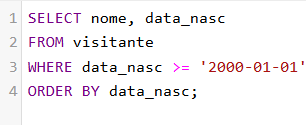 1 SELECT nome, data_nasc
2 FROM visitante
3 WHERE data_nasc >= '2000-01-01'
4 ORDER BY data_nasc;